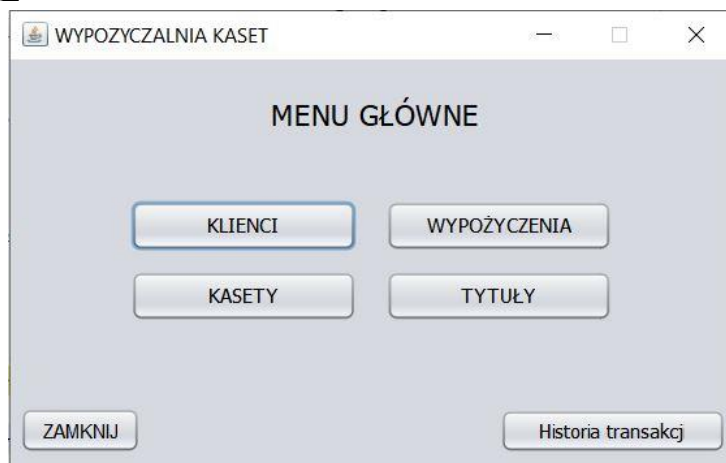 WYPOZYCZALNIA KASET
MENU GŁÓWNE
KLIENCI
WYPOŻYCZENIA
KASETY
TYTUŁY
ZAMKNIJ
Historia transakcj